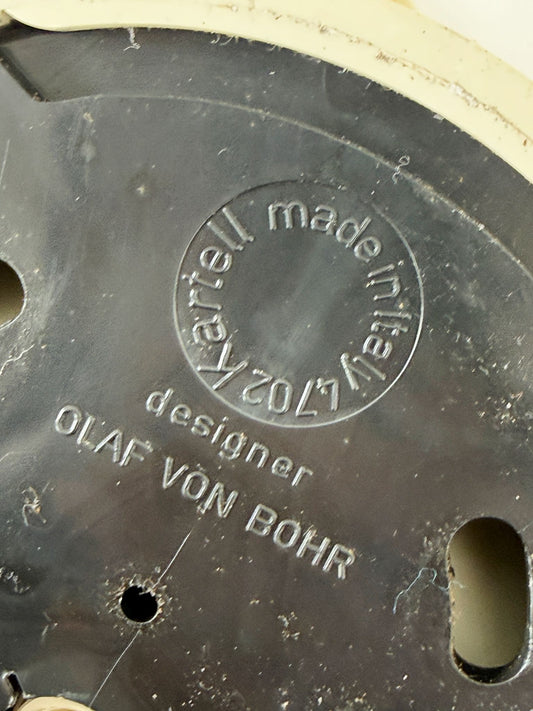 Kartell made in Italy 4702
designer
OLAF VON BOHR